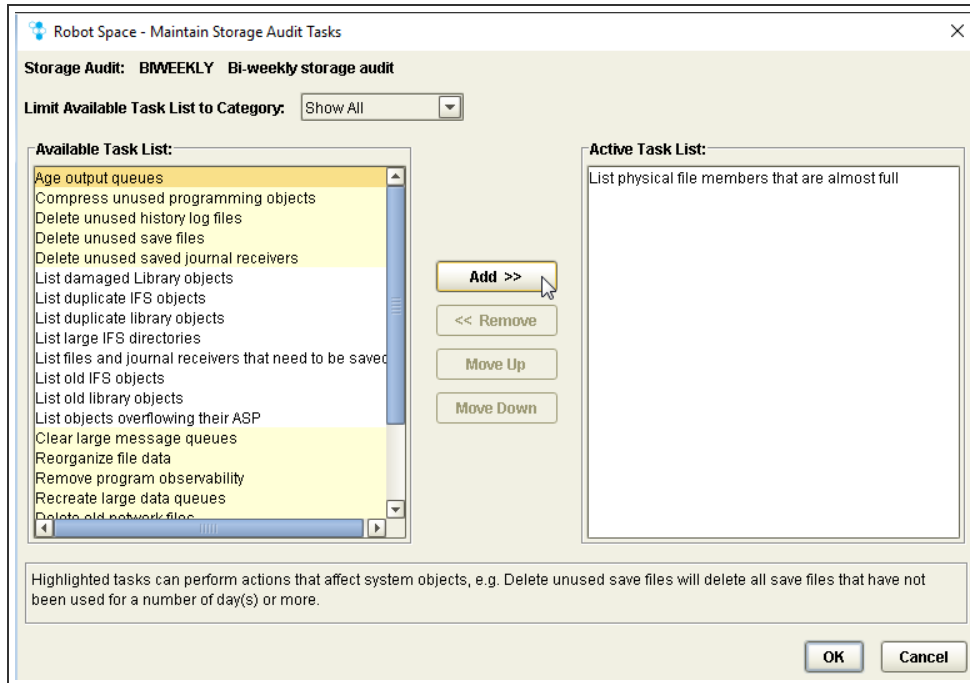 Robot Space - Maintain Storage Audit Tasks
Storage Audit: BIWEEKLY Bi-weekly storage audit
Limit Available Task List to Category: Show All
Available Task List:
Age output queues
Compress unused programming objects
Delete unused history log files
Delete unused save files
Delete unused saved journal receivers
List damaged Library objects
List duplicate IFS objects
List duplicate library objects
List large IFS directories
List files and journal receivers that need to be saved
List old IFS objects
List old library objects
List objects overflowing their ASP
Clear large message queues
Reorganize file data
Remove program observability
Recreate large data queues
Delete old network files
Add >>
<< Remove
Move Up
Move Down
Active Task List:
List physical file members that are almost full
Highlighted tasks can perform actions that affect system objects, e.g. Delete unused save files will delete all save files that have not
been used for a number of day(s) or more.
OK
Cancel